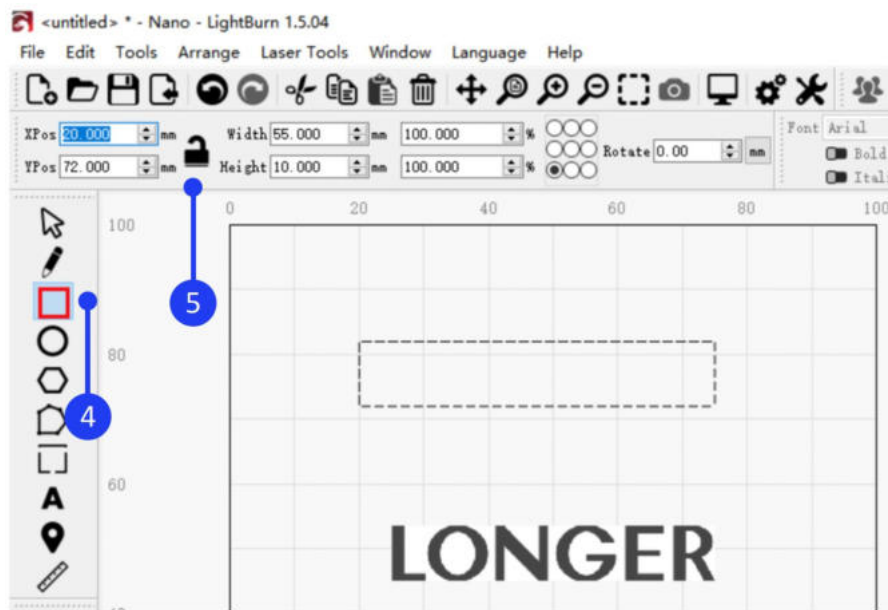 <untitled> * - Nano - LightBurn 1.5.04
File Edit Tools Arrange Laser Tools Window Language Help
XPos 20.000 mm Width 55.000 mm 100.000 % Rotate 0.00 mm Font Arial
YPos 72.000 mm Height 10.000 mm 100.000 % Bold
Ital
0 20 40 60 80 100
100
5
80
4
60
A
LONGER